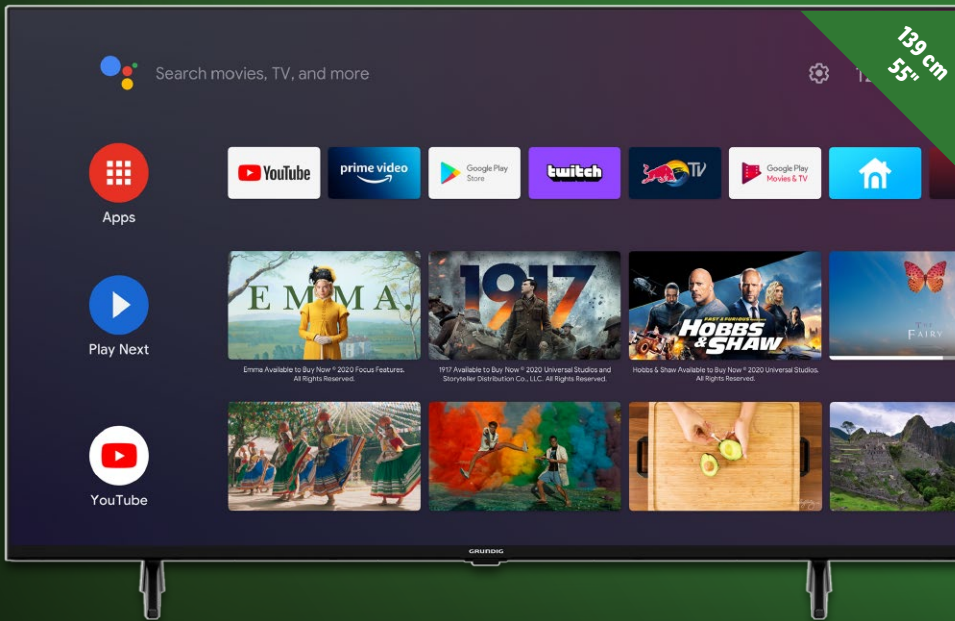 139 cm
55"
Search movies, TV, and more
Apps
YouTube
prime video
Google Play
Store
twitch
TV
Google Play
Movies & TV
Play Next
EMMA
1917
FAST & FURIOUS
HOBBS
& SHAW
THE
FAIRY
Emma Available to Buy Now © 2020 Focus Features.
All Rights Reserved.
1917 Available to Buy Now © 2020 Universal Studios and
Storyteller Distribution Co., LLC. All Rights Reserved.
Hobbs & Shaw Available to Buy Now © 2020 Universal Studios.
All Rights Reserved.
YouTube
GRUNDIG